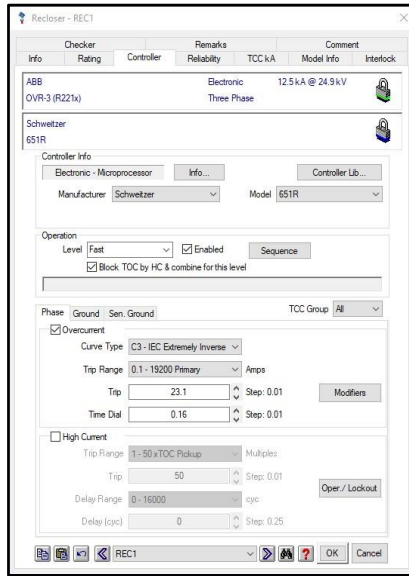 Recloser - REC1
Checker Remarks Comment
Info Rating Controller Reliability TCC kA Model Info Interlock
ABB Electronic 12.5 kA @ 24.9 kV
OVR-3 (R221x) Three Phase
Schweitzer
651R
Controller Info
Electronic - Microprocessor Info... Controller Lib...
Manufacturer Schweitzer Model 651R
Operation
Level Fast Enabled Sequence
Block TOC by HC & combine for this level
Phase Ground Sen. Ground TCC Group All
Overcurrent
Curve Type C3 - IEC Extremely Inverse
Trip Range 0.1 - 19200 Primary Amps
Trip 23.1 Step: 0.01 Modifiers
Time Dial 0.16 Step: 0.01
High Current
Trip Range 1 - 50 xTOC Pickup Multiples
Trip 50 Step: 0.01
Oper./ Lockout
Delay Range 0 - 16000 cyc
Delay (cyc) 0 Step: 0.25
REC1 ? OK Cancel